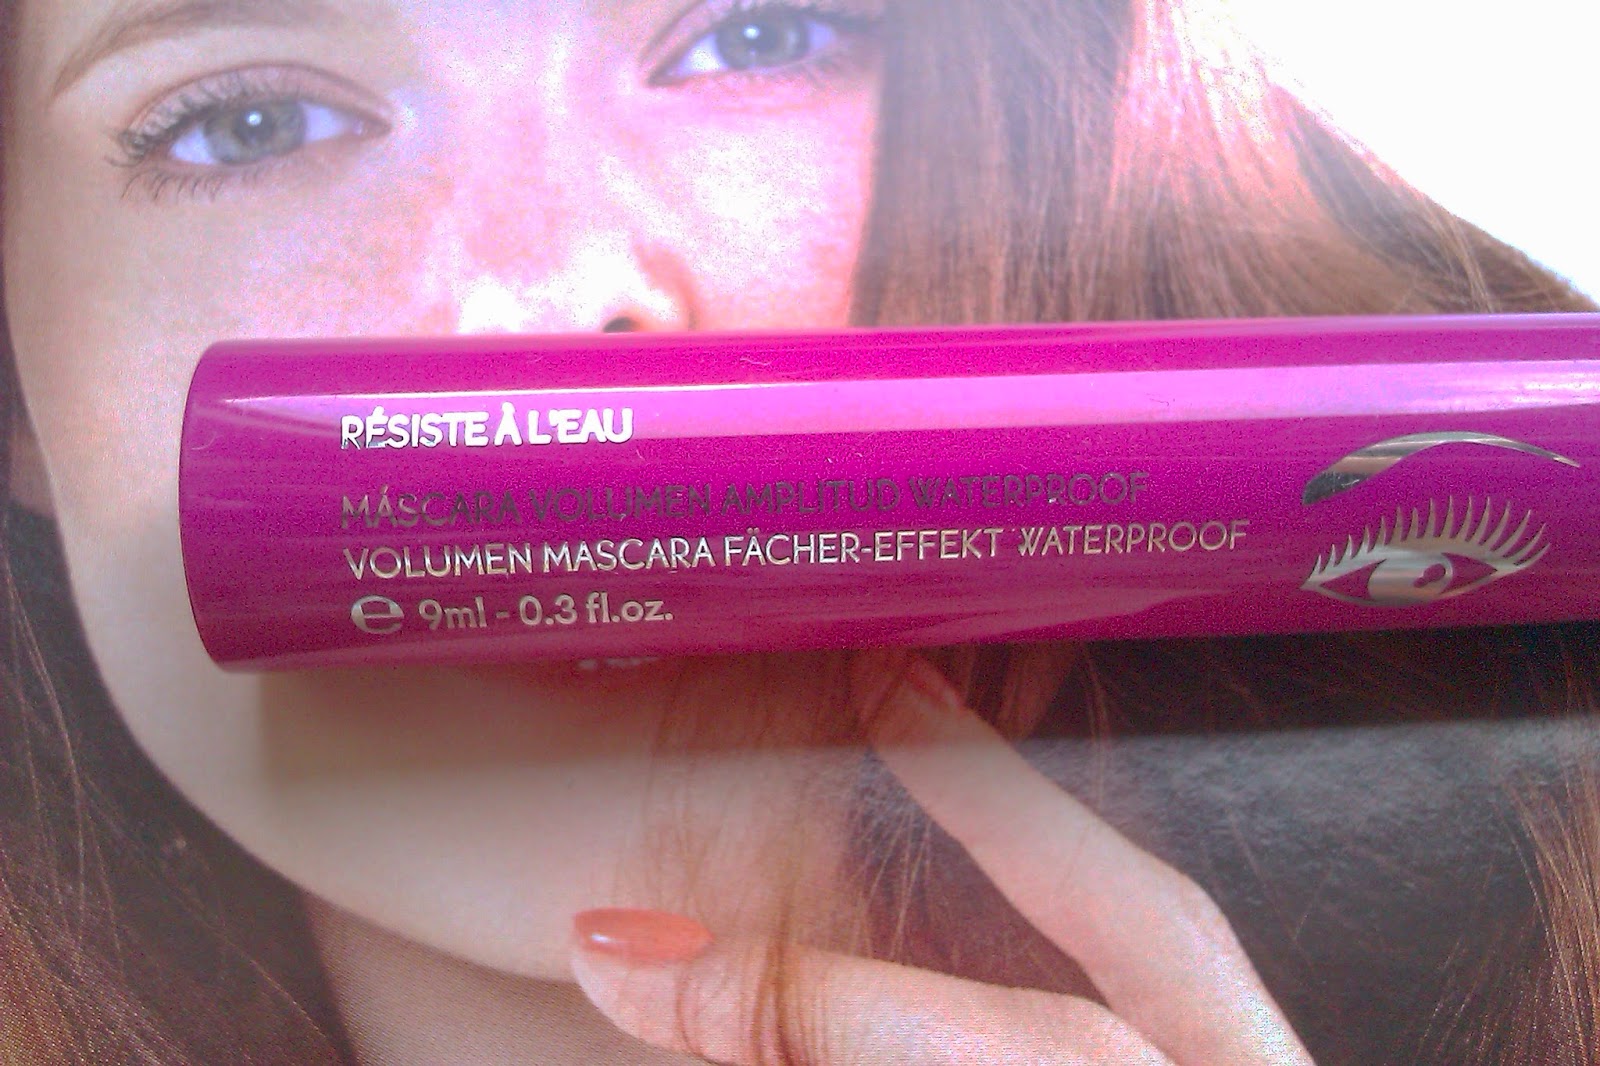 RÉSISTE À L'EAU
MÁSCARA VOLUMEN AMPLITUD WATERPROOF
VOLUMEN MASCARA FÄCHER-EFFEKT WATERPROOF
℮ 9ml - 0.3 fl.oz.